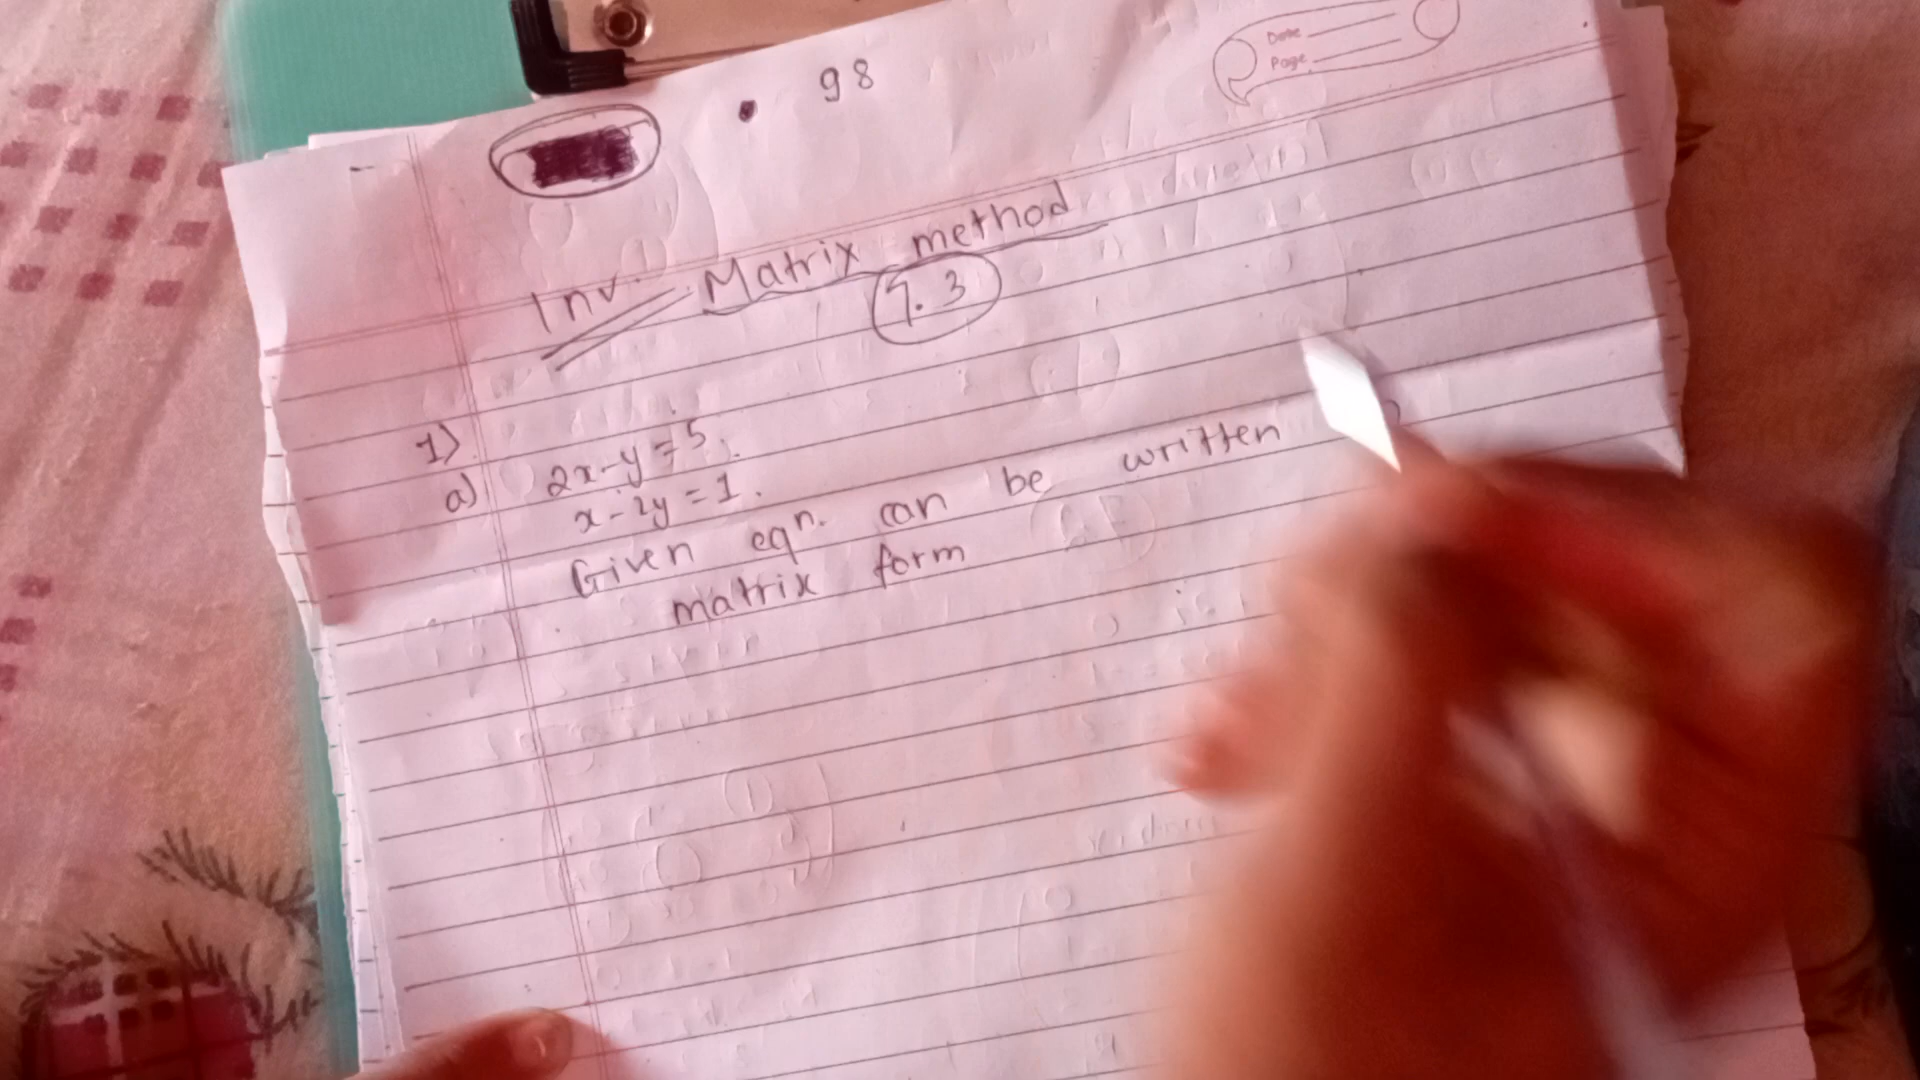 98
Date
Page
Inv. Matrix method
7.3
1)
a) 2x-y=5.
x-2y=1.
Given eqn. can be written
matrix form